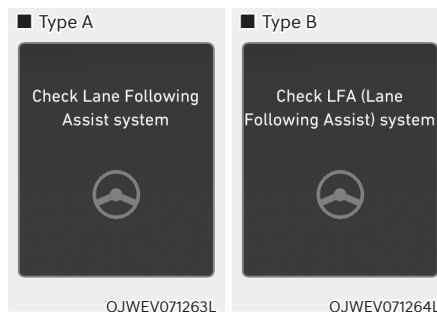 ■ Type A
Check Lane Following
Assist system
OJWEV071263L
■ Type B
Check LFA (Lane
Following Assist) system
OJWEV071264L